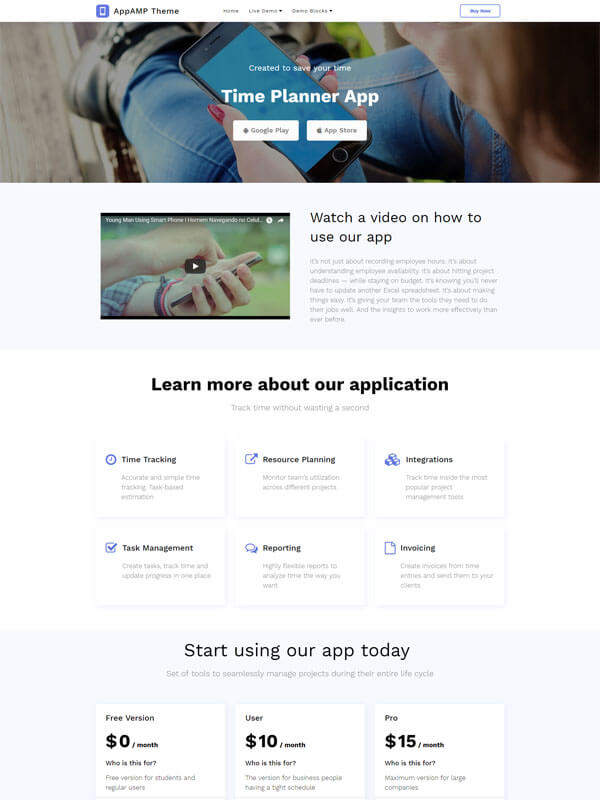 AppAMP Theme
Home
Live Demo
Demo Blocks
Buy Now
Created to save your time
Time Planner App
Google Play
App Store
Young Man Using Smart Phone | Homem Navegando no Celul...
Watch a video on how to
use our app
It's not just about recording employee hours. It's about
understanding employee availability. It's about hitting project
deadlines — while staying on budget. It's knowing you'll never
have to update another Excel spreadsheet. It's about making
things easy. It's giving your team the tools they need to do
their jobs well. And the insights to work more effectively than
ever before.
Learn more about our application
Track time without wasting a second
Time Tracking
Accurate and simple time
tracking. Task-based
estimation
Resource Planning
Monitor team's utilization
across different projects
Integrations
Track time inside the most
popular project
management tools
Task Management
Create tasks, track time and
update progress in one place
Reporting
Highly flexible reports to
analyze time the way you
want
Invoicing
Create invoices from time
entries and send them to your
clients
Start using our app today
Set of tools to seamlessly manage projects during their entire life cycle
Free Version
$0 / month
Who is this for?
Free version for students and
regular users
User
$10 / month
Who is this for?
The version for business people
having a tight schedule
Pro
$15 / month
Who is this for?
Maximum version for large
companies